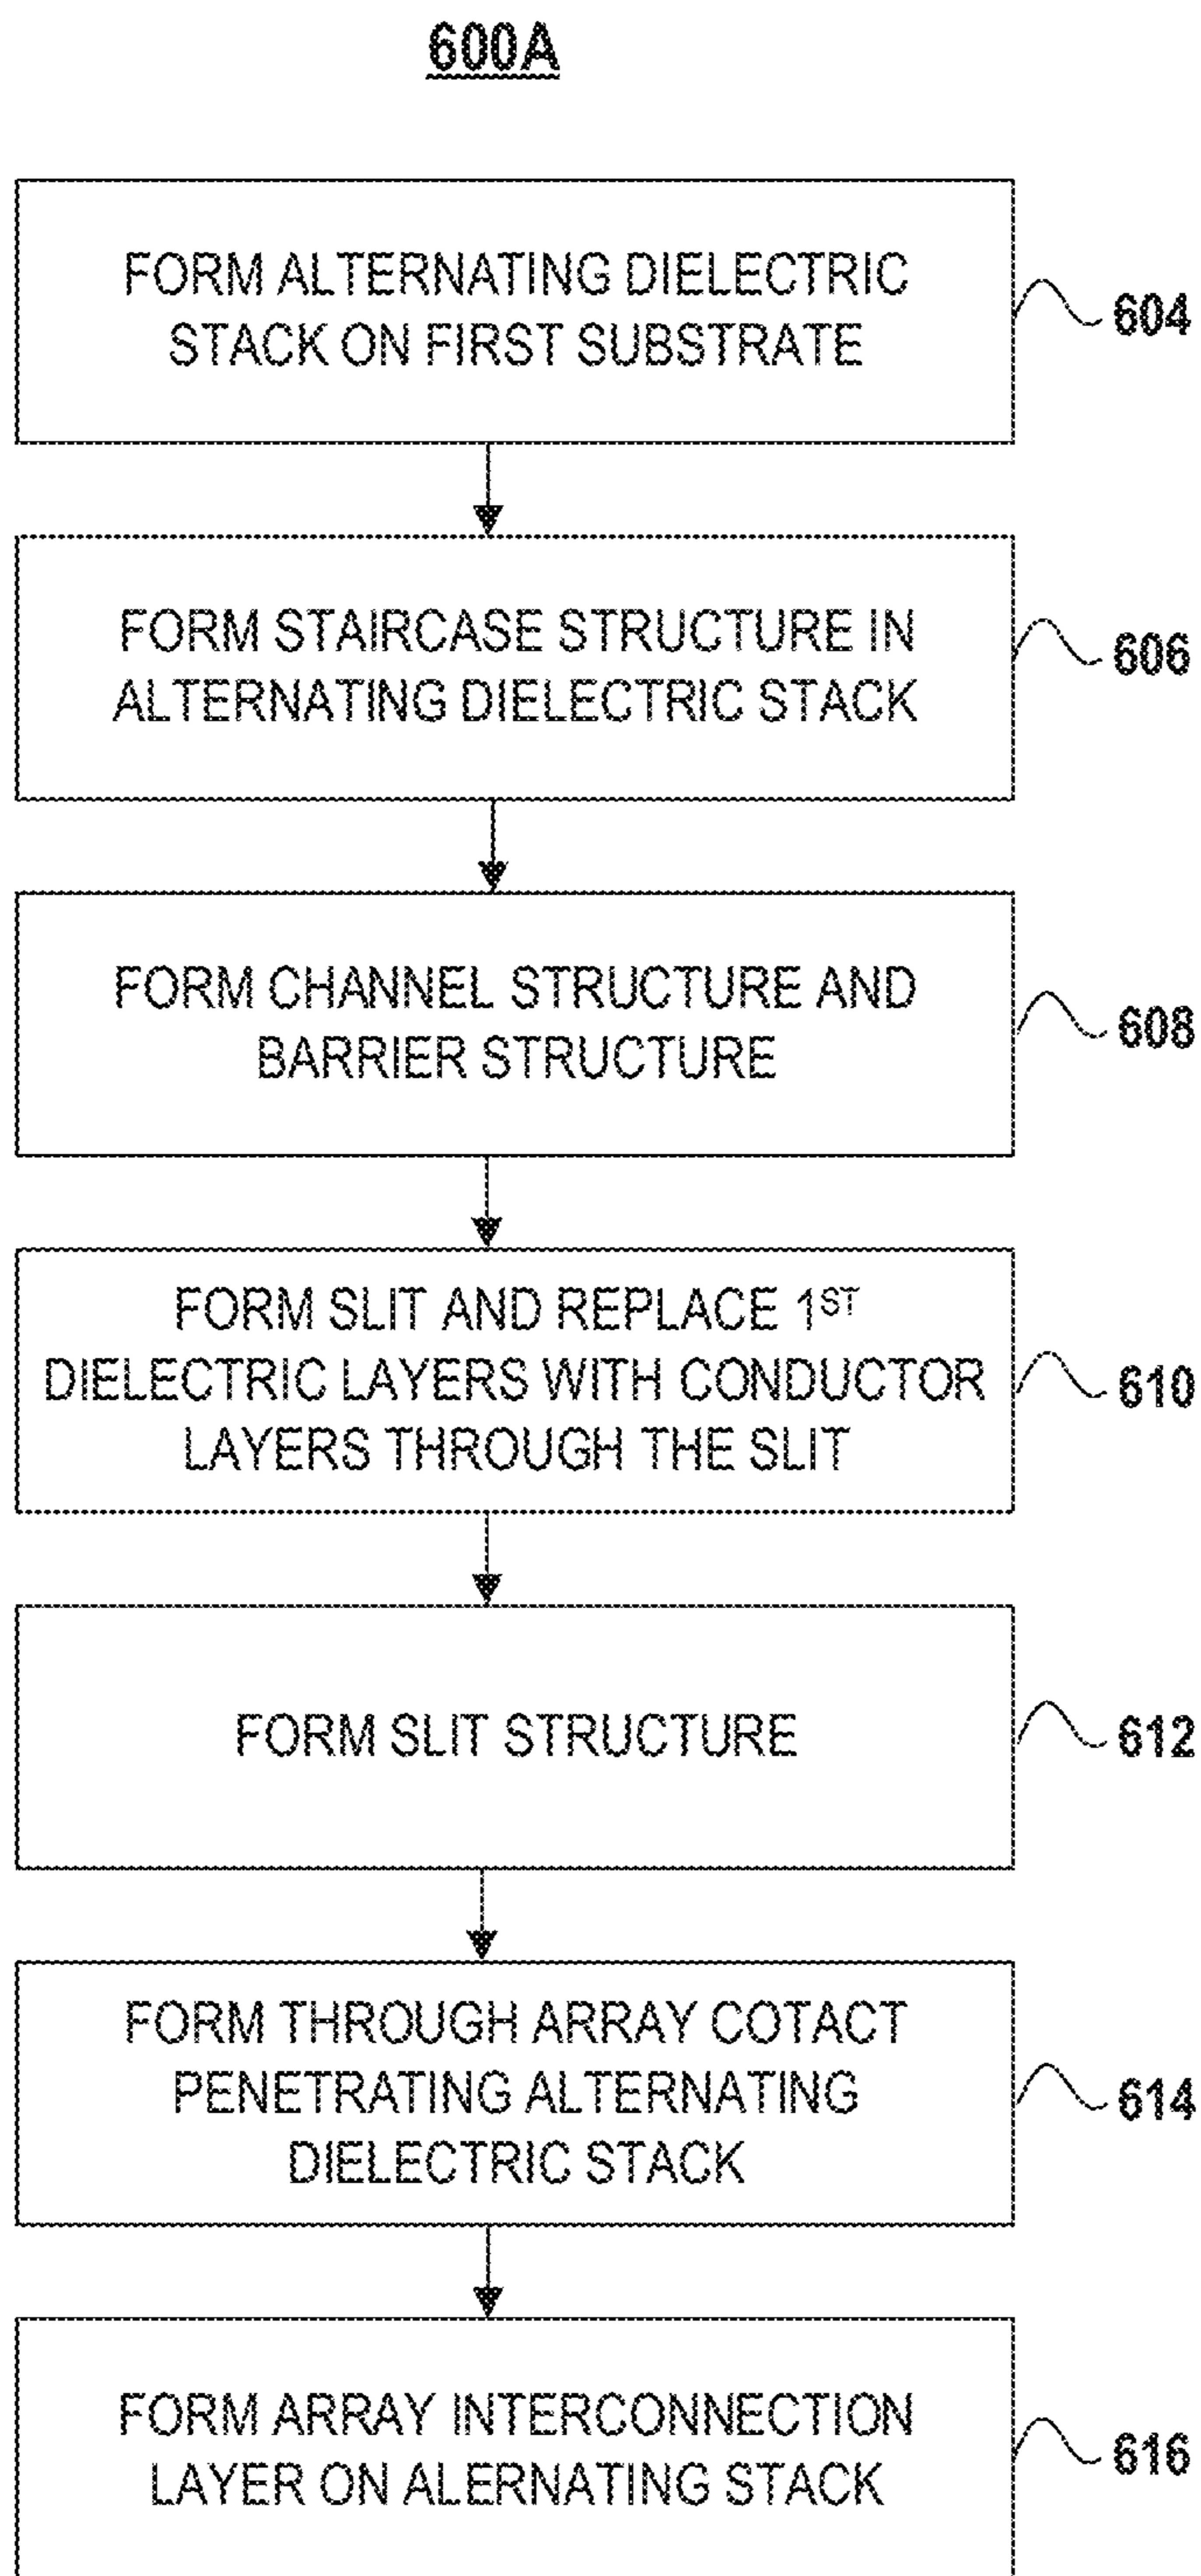 600A
FORM ALTERNATING DIELECTRIC
STACK ON FIRST SUBSTRATE
604
FORM STAIRCASE STRUCTURE IN
ALTERNATING DIELECTRIC STACK
606
FORM CHANNEL STRUCTURE AND
BARRIER STRUCTURE
608
FORM SLIT AND REPLACE 1ST
DIELECTRIC LAYERS WITH CONDUCTOR
LAYERS THROUGH THE SLIT
610
FORM SLIT STRUCTURE
612
FORM THROUGH ARRAY COTACT
PENETRATING ALTERNATING
DIELECTRIC STACK
614
FORM ARRAY INTERCONNECTION
LAYER ON ALERNATING STACK
616